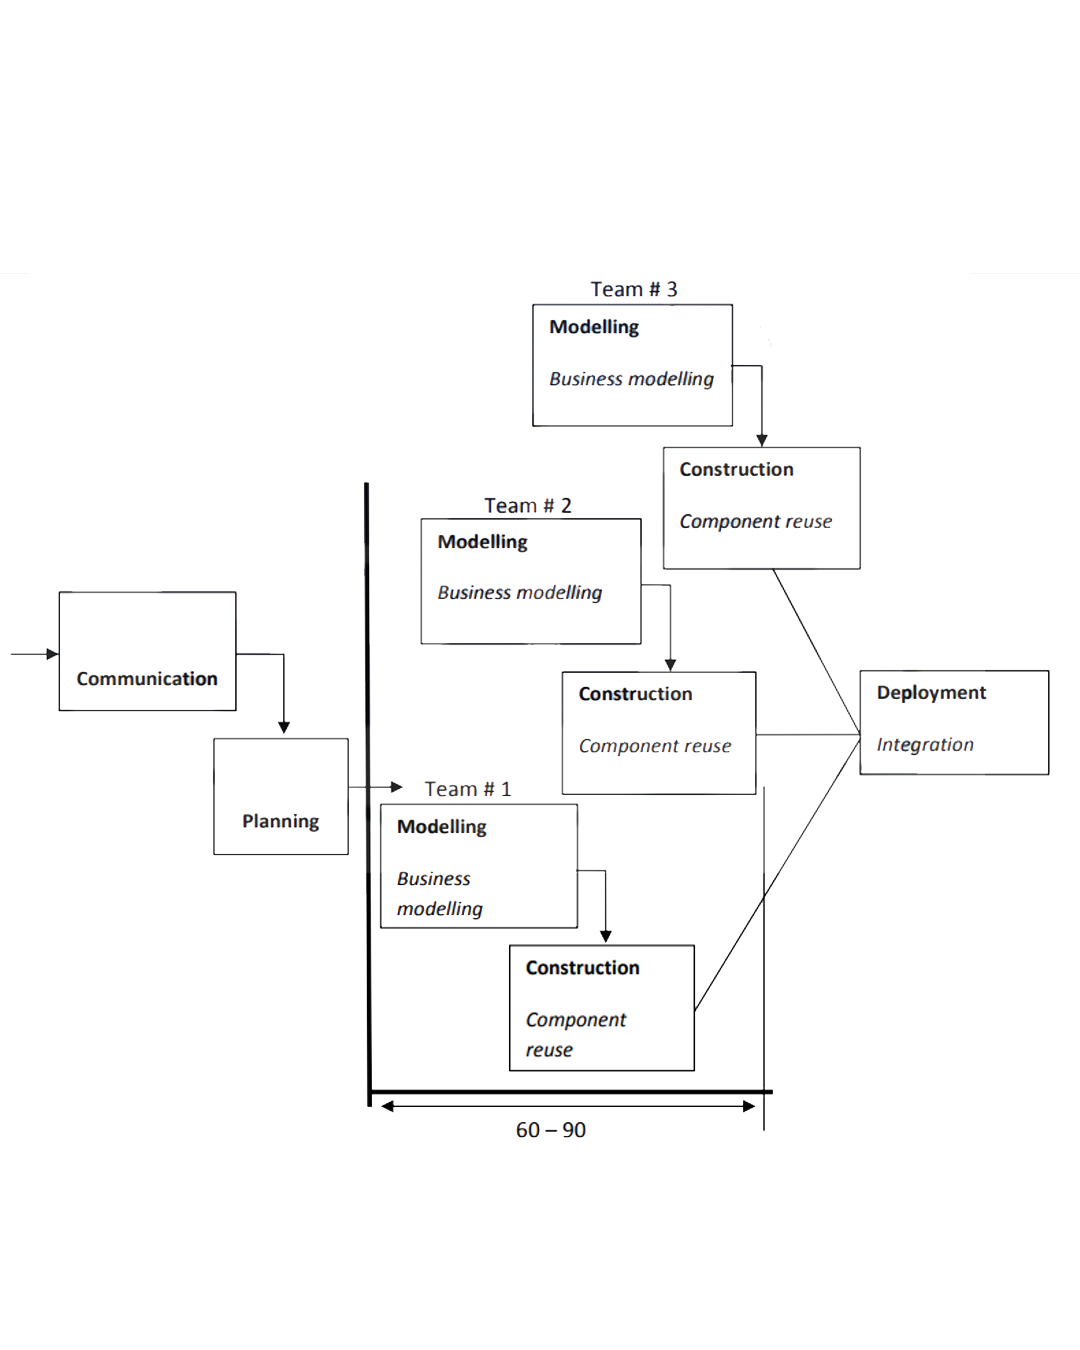 Team # 3
Modelling
Business modelling
Construction
Component reuse
Team # 2
Modelling
Business modelling
Communication
Construction
Component reuse
Deployment
Integration
Planning
Team # 1
Modelling
Business
modelling
Construction
Component
reuse
60 – 90